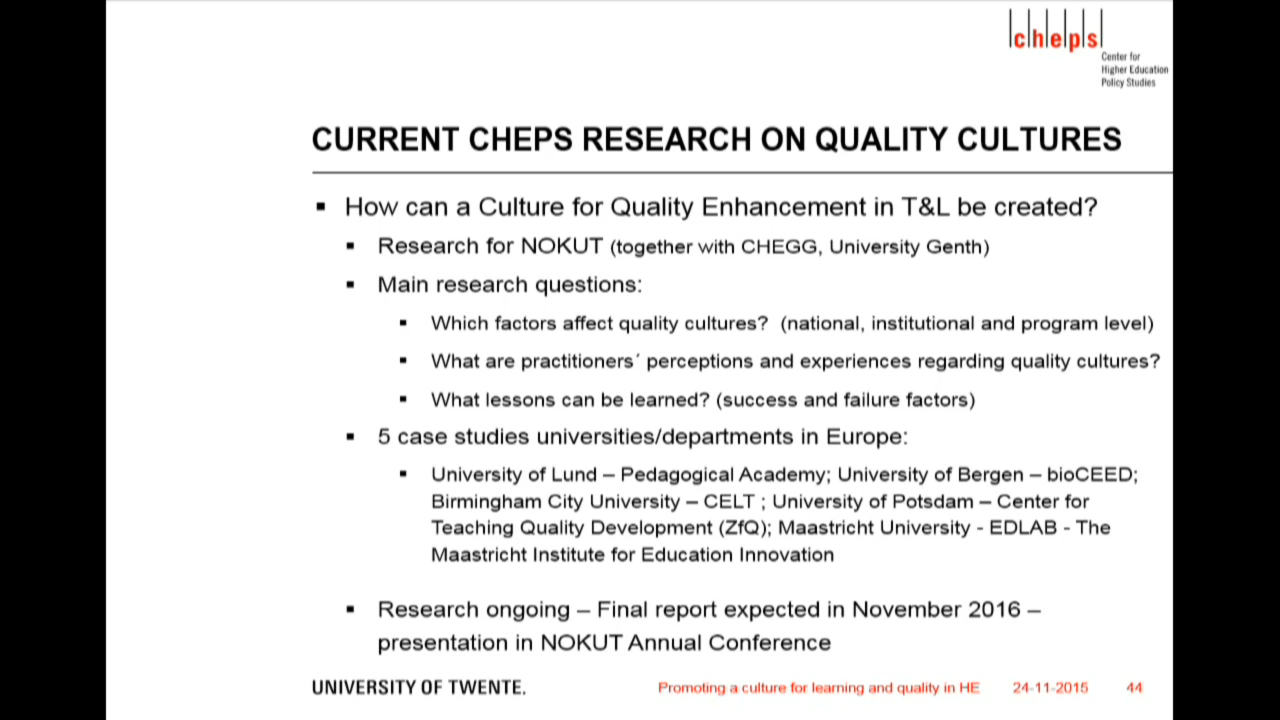 c|h|e|p|s|
Center for
Higher Education
Policy Studies
CURRENT CHEPS RESEARCH ON QUALITY CULTURES
▪ How can a Culture for Quality Enhancement in T&L be created?
▪ Research for NOKUT (together with CHEGG, University Genth)
▪ Main research questions:
▪ Which factors affect quality cultures? (national, institutional and program level)
▪ What are practitioners´ perceptions and experiences regarding quality cultures?
▪ What lessons can be learned? (success and failure factors)
▪ 5 case studies universities/departments in Europe:
▪ University of Lund – Pedagogical Academy; University of Bergen – bioCEED;
Birmingham City University – CELT ; University of Potsdam – Center for
Teaching Quality Development (ZfQ); Maastricht University - EDLAB - The
Maastricht Institute for Education Innovation
▪ Research ongoing – Final report expected in November 2016 –
presentation in NOKUT Annual Conference
UNIVERSITY OF TWENTE. Promoting a culture for learning and quality in HE 24-11-2015 44